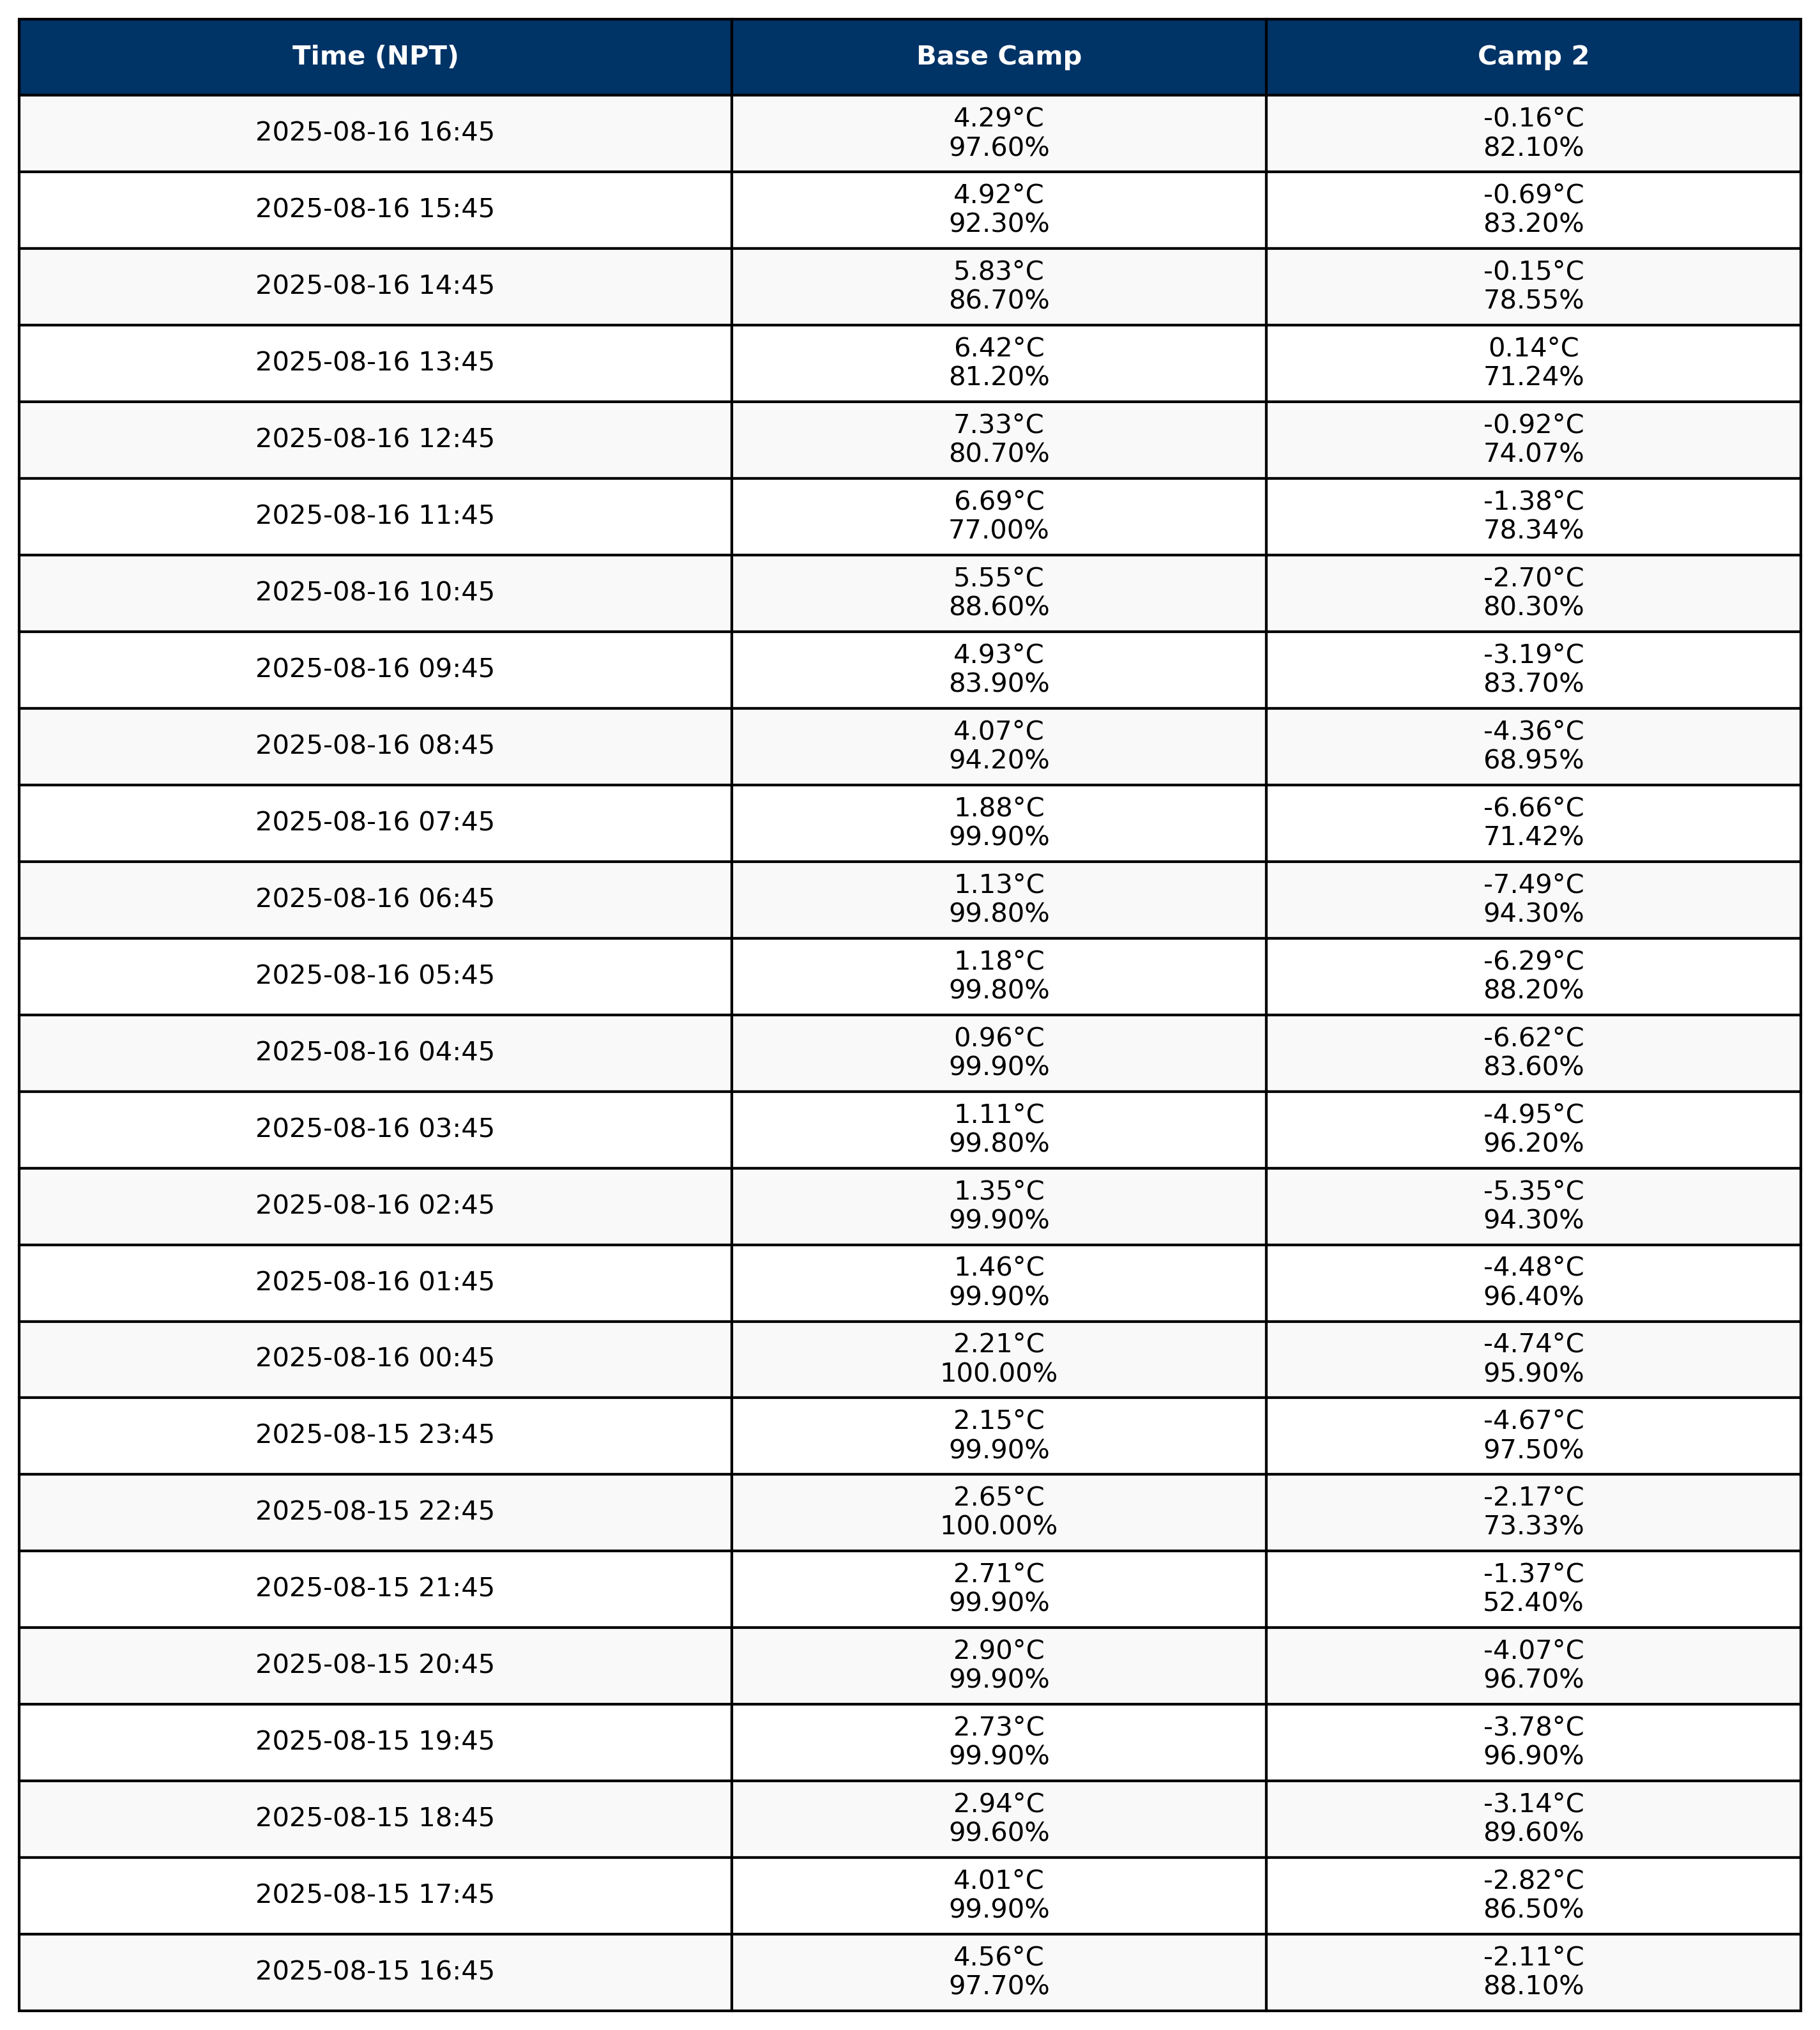 Time (NPT) Base Camp Camp 2
2025-08-16 16:45 4.29°C -0.16°C
97.60% 82.10%
2025-08-16 15:45 4.92°C -0.69°C
92.30% 83.20%
2025-08-16 14:45 5.83°C -0.15°C
86.70% 78.55%
2025-08-16 13:45 6.42°C 0.14°C
81.20% 71.24%
2025-08-16 12:45 7.33°C -0.92°C
80.70% 74.07%
2025-08-16 11:45 6.69°C -1.38°C
77.00% 78.34%
2025-08-16 10:45 5.55°C -2.70°C
88.60% 80.30%
2025-08-16 09:45 4.93°C -3.19°C
83.90% 83.70%
2025-08-16 08:45 4.07°C -4.36°C
94.20% 68.95%
2025-08-16 07:45 1.88°C -6.66°C
99.90% 71.42%
2025-08-16 06:45 1.13°C -7.49°C
99.80% 94.30%
2025-08-16 05:45 1.18°C -6.29°C
99.80% 88.20%
2025-08-16 04:45 0.96°C -6.62°C
99.90% 83.60%
2025-08-16 03:45 1.11°C -4.95°C
99.80% 96.20%
2025-08-16 02:45 1.35°C -5.35°C
99.90% 94.30%
2025-08-16 01:45 1.46°C -4.48°C
99.90% 96.40%
2025-08-16 00:45 2.21°C -4.74°C
100.00% 95.90%
2025-08-15 23:45 2.15°C -4.67°C
99.90% 97.50%
2025-08-15 22:45 2.65°C -2.17°C
100.00% 73.33%
2025-08-15 21:45 2.71°C -1.37°C
99.90% 52.40%
2025-08-15 20:45 2.90°C -4.07°C
99.90% 96.70%
2025-08-15 19:45 2.73°C -3.78°C
99.90% 96.90%
2025-08-15 18:45 2.94°C -3.14°C
99.60% 89.60%
2025-08-15 17:45 4.01°C -2.82°C
99.90% 86.50%
2025-08-15 16:45 4.56°C -2.11°C
97.70% 88.10%